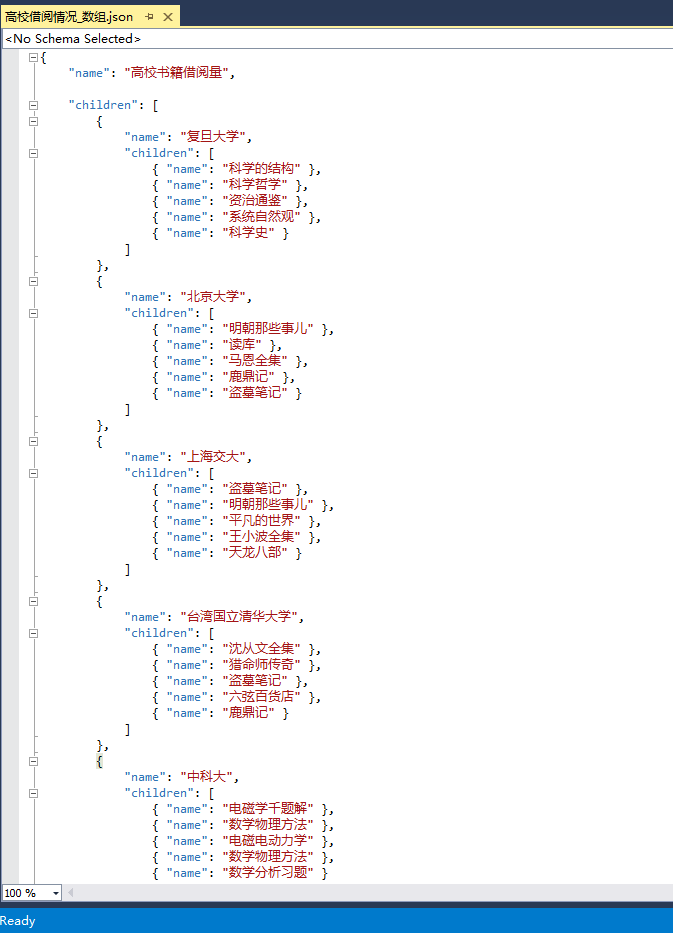 高校借阅情况_数组.json
<No Schema Selected>
{
"name": "高校书籍借阅量",
"children": [
{
"name": "复旦大学",
"children": [
{ "name": "科学的结构" },
{ "name": "科学哲学" },
{ "name": "资治通鉴" },
{ "name": "系统自然观" },
{ "name": "科学史" }
]
},
{
"name": "北京大学",
"children": [
{ "name": "明朝那些事儿" },
{ "name": "读库" },
{ "name": "马恩全集" },
{ "name": "鹿鼎记" },
{ "name": "盗墓笔记" }
]
},
{
"name": "上海交大",
"children": [
{ "name": "盗墓笔记" },
{ "name": "明朝那些事儿" },
{ "name": "平凡的世界" },
{ "name": "王小波全集" },
{ "name": "天龙八部" }
]
},
{
"name": "台湾国立清华大学",
"children": [
{ "name": "沈从文全集" },
{ "name": "猎命师传奇" },
{ "name": "盗墓笔记" },
{ "name": "六弦百货店" },
{ "name": "鹿鼎记" }
]
},
{
"name": "中科大",
"children": [
{ "name": "电磁学千题解" },
{ "name": "数学物理方法" },
{ "name": "电磁电动力学" },
{ "name": "数学物理方法" },
{ "name": "数学分析习题" }
100 %
Ready